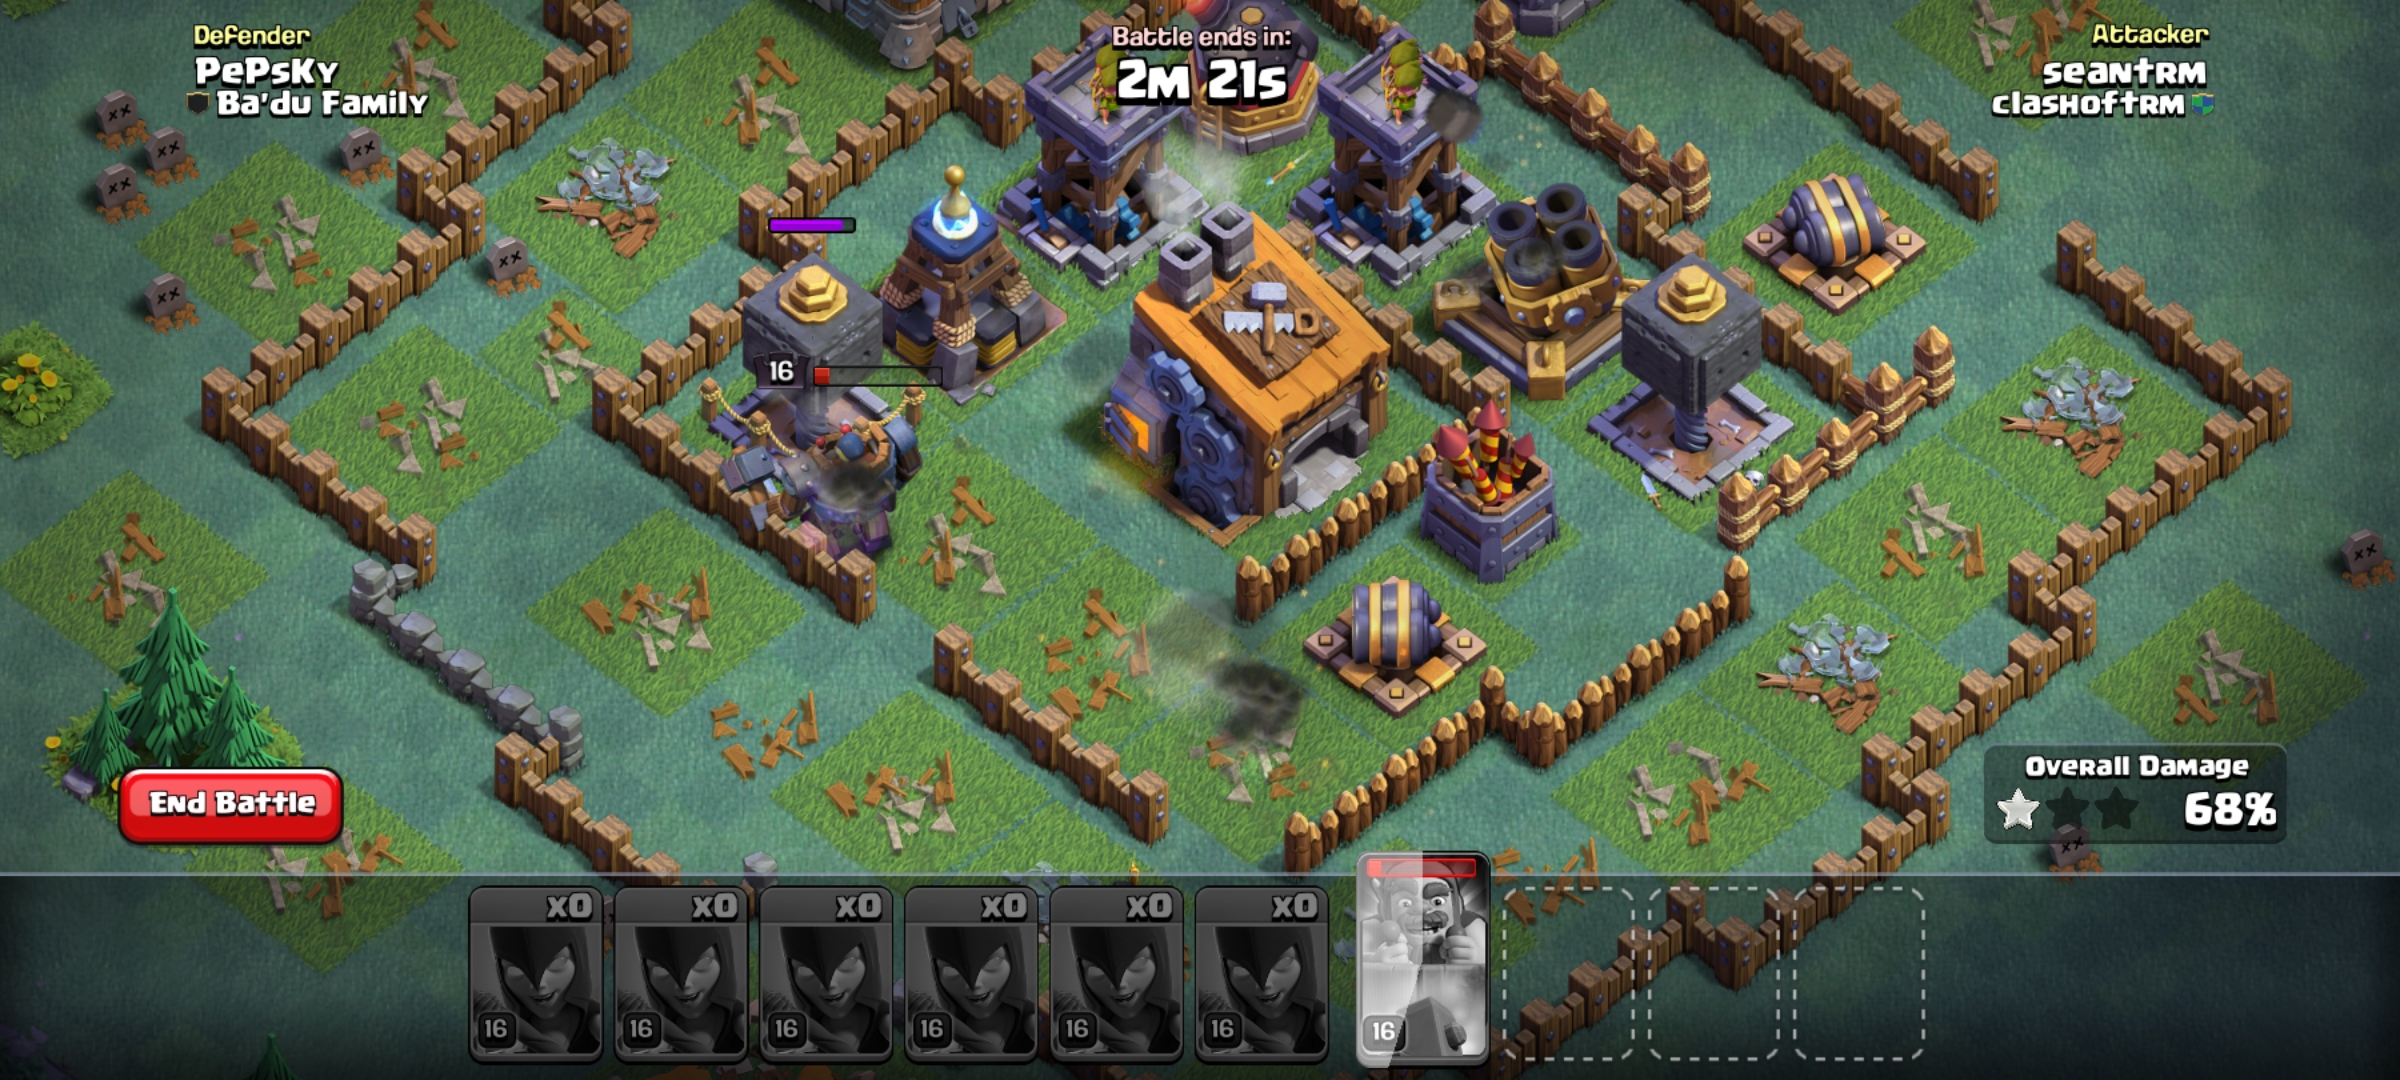 Defender
PePsKy
Ba'du Family
Battle ends in:
2M 21s
Attacker
seantRM
clashoftRM
16
End Battle
Overall Damage
68%
x0
x0
x0
x0
x0
x0
16
16
16
16
16
16
16